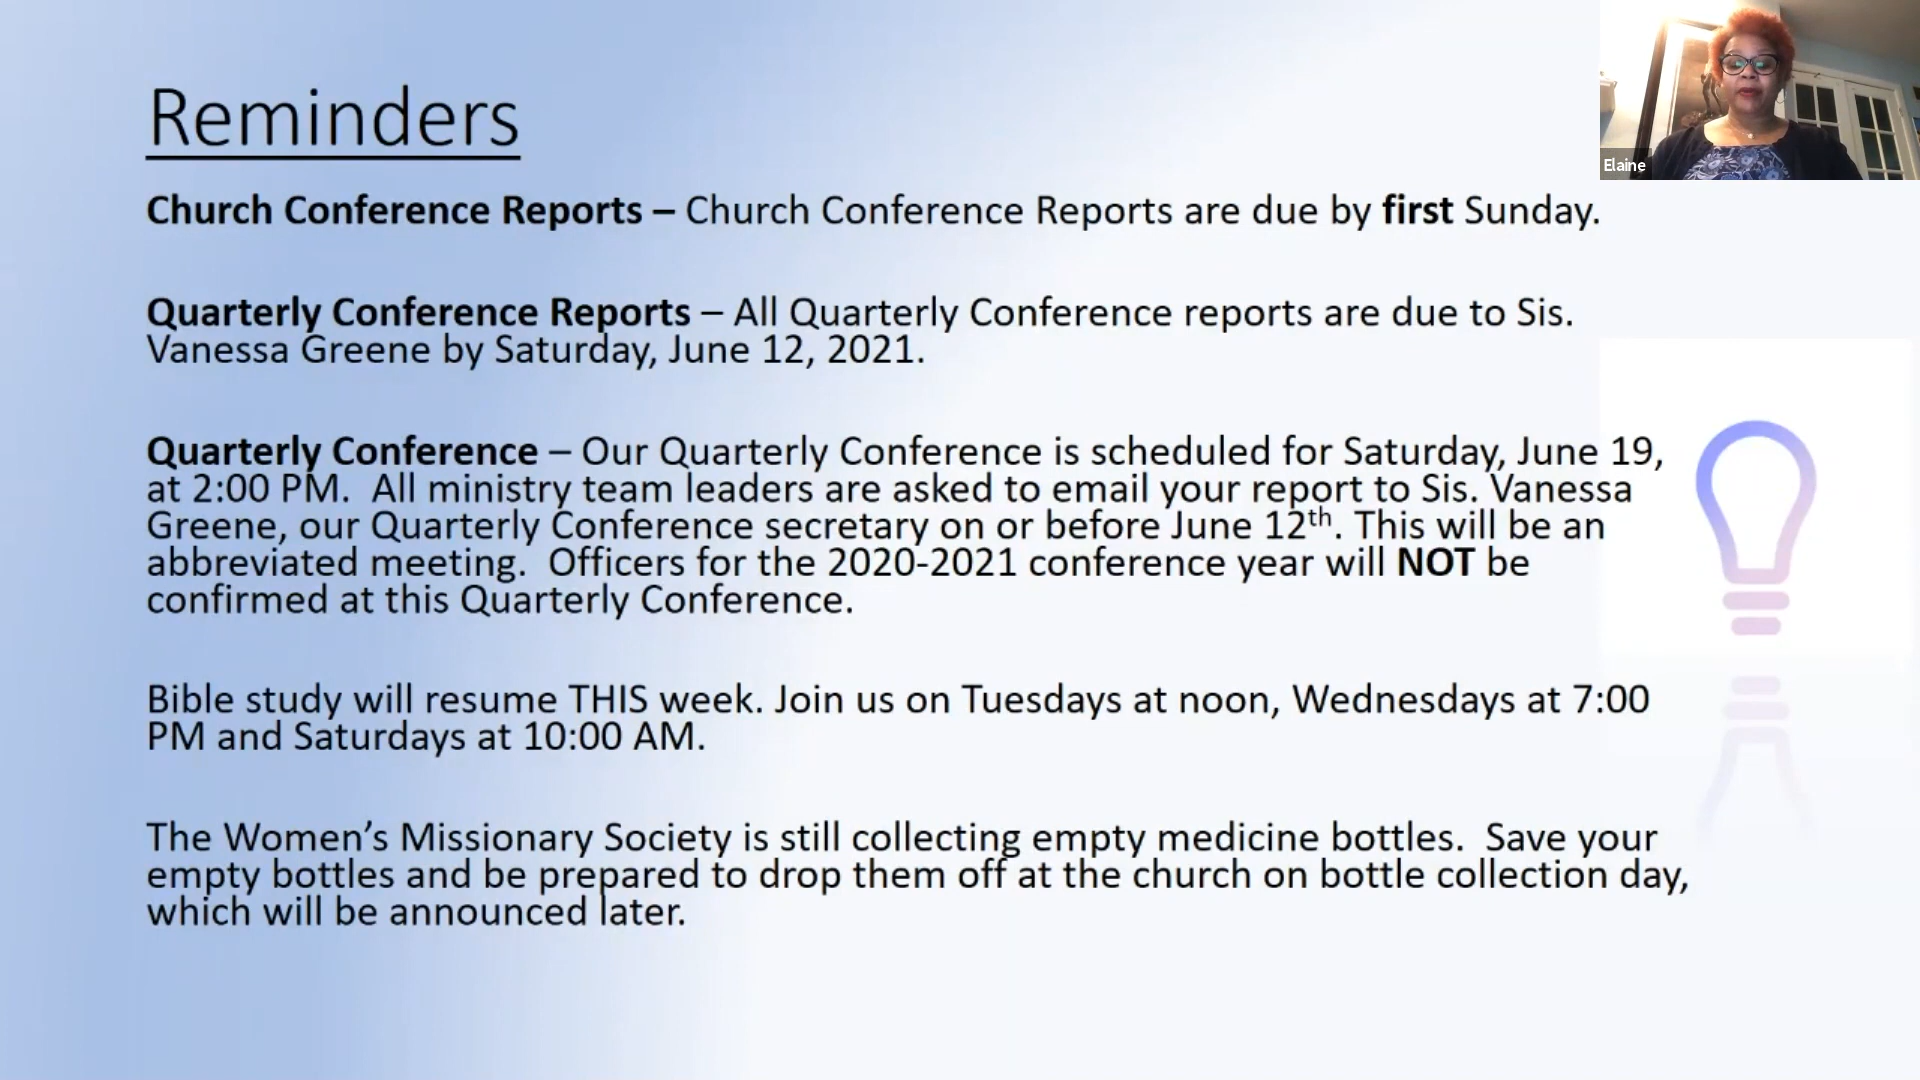 Reminders
Church Conference Reports – Church Conference Reports are due by first Sunday.
Quarterly Conference Reports – All Quarterly Conference reports are due to Sis.
Vanessa Greene by Saturday, June 12, 2021.
Quarterly Conference – Our Quarterly Conference is scheduled for Saturday, June 19,
at 2:00 PM.  All ministry team leaders are asked to email your report to Sis. Vanessa
Greene, our Quarterly Conference secretary on or before June 12th. This will be an
abbreviated meeting.  Officers for the 2020-2021 conference year will NOT be
confirmed at this Quarterly Conference.
Bible study will resume THIS week. Join us on Tuesdays at noon, Wednesdays at 7:00
PM and Saturdays at 10:00 AM.
The Women’s Missionary Society is still collecting empty medicine bottles.  Save your
empty bottles and be prepared to drop them off at the church on bottle collection day,
which will be announced later.
Elaine